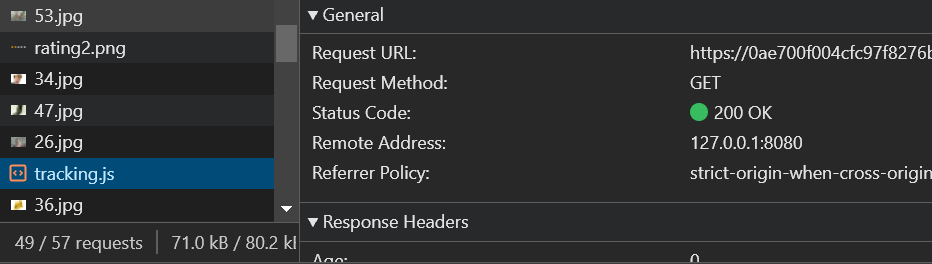 53.jpg
rating2.png
34.jpg
47.jpg
26.jpg
tracking.js
36.jpg
49 / 57 requests
71.0 kB / 80.2 k
General
Request URL: https://0ae700f004cfc97f8276b
Request Method: GET
Status Code: 200 OK
Remote Address: 127.0.0.1:8080
Referrer Policy: strict-origin-when-cross-origin
Response Headers
Age: 0